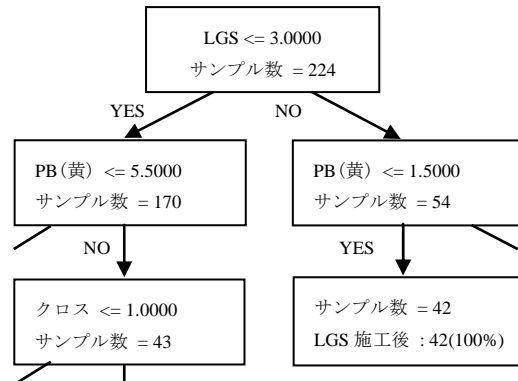 LGS <= 3.0000
サンプル数 = 224
YES
NO
PB(黄) <= 5.5000
サンプル数 = 170
PB(黄) <= 1.5000
サンプル数 = 54
NO
YES
クロス <= 1.0000
サンプル数 = 43
サンプル数 = 42
LGS 施工後 : 42(100%)